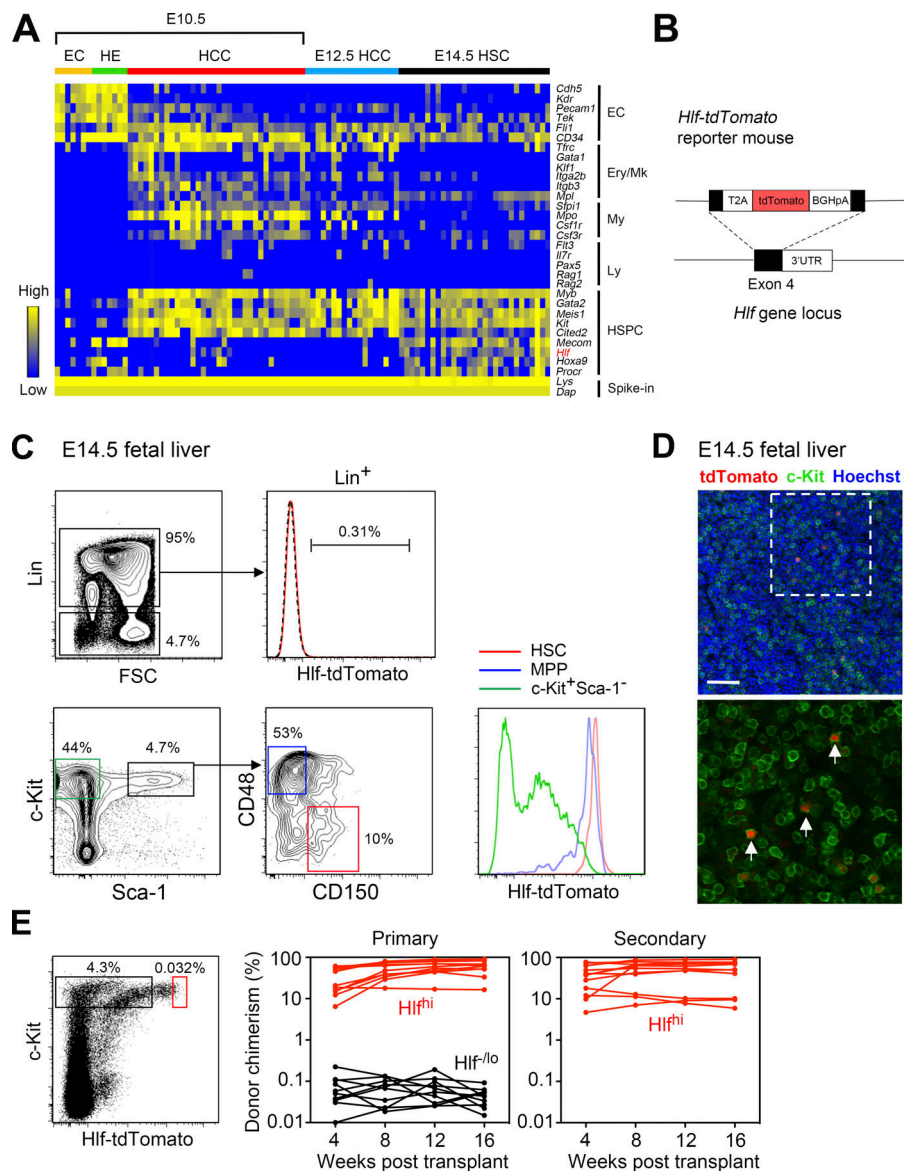 A
E10.5
EC HE HCC E12.5 HCC E14.5 HSC
Cdh5
Kdr
Pecam1
Tek
Fli1
CD34
EC
Tfrc
Gata1
Klf1
Itga2b
Itgb3
Mpl
Ery/Mk
Sfpi1
Mpo
Csf1r
Csf3r
My
Flt3
Il7r
Pax5
Rag1
Rag2
Ly
Myb
Gata2
Meis1
Kit
Cited2
Mecom
Hlf
Hoxa9
Procr
HSPC
Lys
Dap
Spike-in
High
Low
B
Hlf-tdTomato
reporter mouse
T2A tdTomato BGHpA
3'UTR
Exon 4
Hlf gene locus
C E14.5 fetal liver
Lin
95%
4.7%
FSC
Lin+
0.31%
Hlf-tdTomato
44%
4.7%
c-Kit
Sca-1
53%
10%
CD48
CD150
HSC
MPP
c-Kit+Sca-1-
Hlf-tdTomato
D E14.5 fetal liver
tdTomato c-Kit Hoechst
E
4.3% 0.032%
c-Kit
Hlf-tdTomato
Primary
Donor chimerism (%)
100
10
1
0.1
0.01
Hlfhi
Hlf-/lo
4 8 12 16
Weeks post transplant
Secondary
100
10
1
0.1
0.01
Hlfhi
4 8 12 16
Weeks post transplant